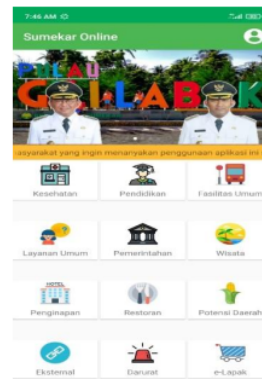 7:46 AM
Sumekar Online
PULAU
GILI LABAK
asyarakat yang ingin menanyakan penggunaan aplikasi ini
Kesehatan
Pendidikan
Fasilitas Umum
Layanan Umum
Pemerintahan
Wisata
HOTEL
Penginapan
Restoran
Potensi Daerah
Eksternal
Darurat
e-Lapak